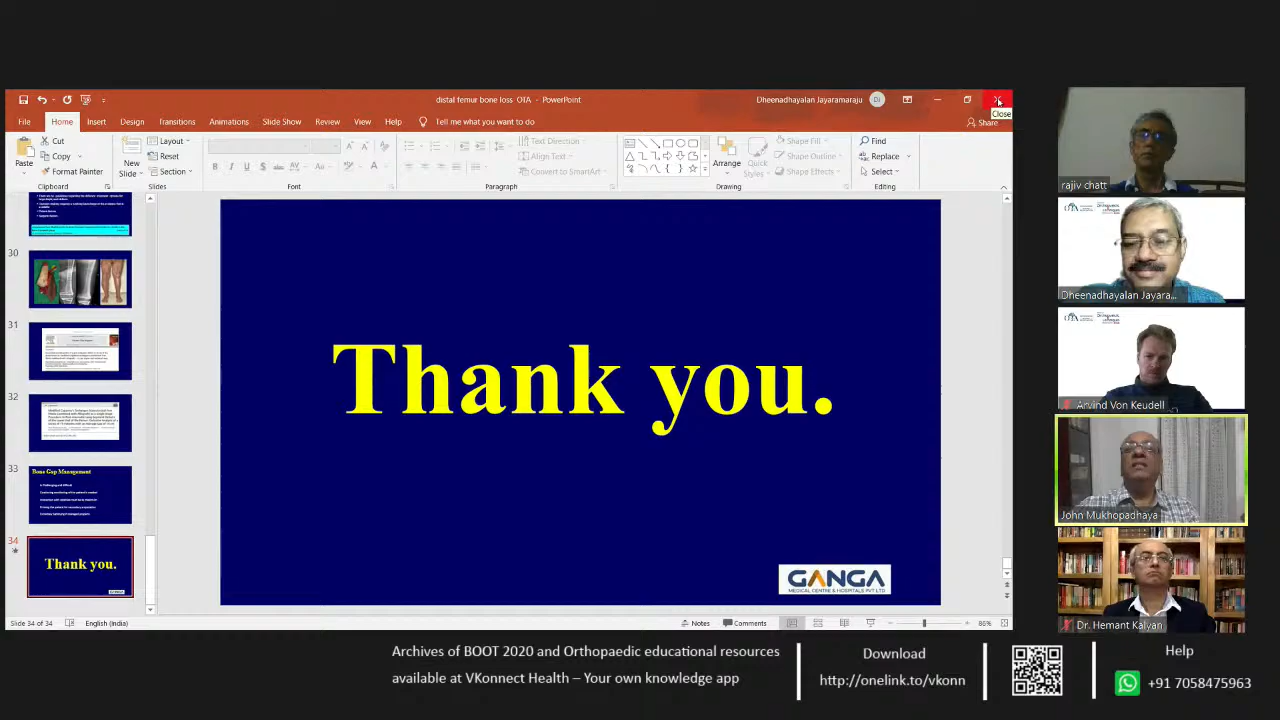 distal femur bone loss OTA - PowerPoint
Dheenadhayalan Jayaramaraju
DJ
Close
File Home Insert Design Transitions Animations Slide Show Review View Help Tell me what you want to do
Share
Paste
Cut
Copy
Format Painter
Clipboard
New
Slide
Layout
Reset
Section
Slides
B I U S
Font
Text Direction
Align Text
Convert to SmartArt
Paragraph
Arrange
Quick
Styles
Shape Fill
Shape Outline
Shape Effects
Drawing
Find
Replace
Select
Editing
30
31
32
33
Bone Gap Management
34
Thank you.
Thank you.
GANGA
MEDICAL CENTRE & HOSPITALS PVT LTD
Slide 34 of 34
English (India)
Notes
Comments
86%
rajiv chatt
OTA
Dheenadhayalan Jayara...
OTA
Arvind Von Keudell
John Mukhopadhaya
Dr. Hemant Kalyan
Archives of BOOT 2020 and Orthopaedic educational resources
available at VKonnect Health – Your own knowledge app
Download
http://onelink.to/vkonn
Help
+91 7058475963